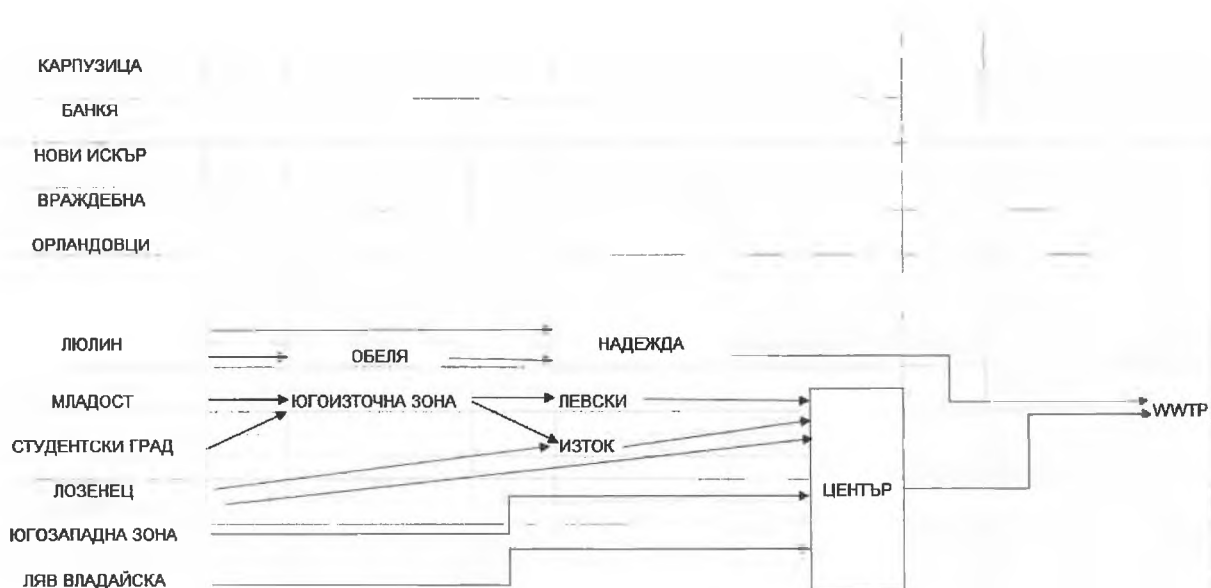 КАРПУЗИЦА
БАНКЯ
НОВИ ИСКЪР
ВРАЖДЕБНА
ОРЛАНДОВЦИ
ЛЮЛИН
ОБЕЛЯ
НАДЕЖДА
МЛАДОСТ
ЮГОИЗТОЧНА ЗОНА
ЛЕВСКИ
WWTP
СТУДЕНТСКИ ГРАД
ИЗТОК
ЛОЗЕНЕЦ
ЦЕНТЪР
ЮГОЗАПАДНА ЗОНА
ЛЯВ ВЛАДАЙСКА